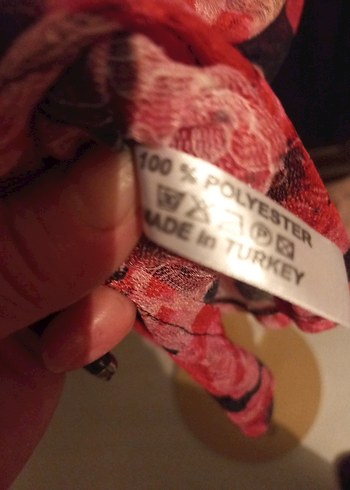 100 % POLYESTER
MADE in TURKEY